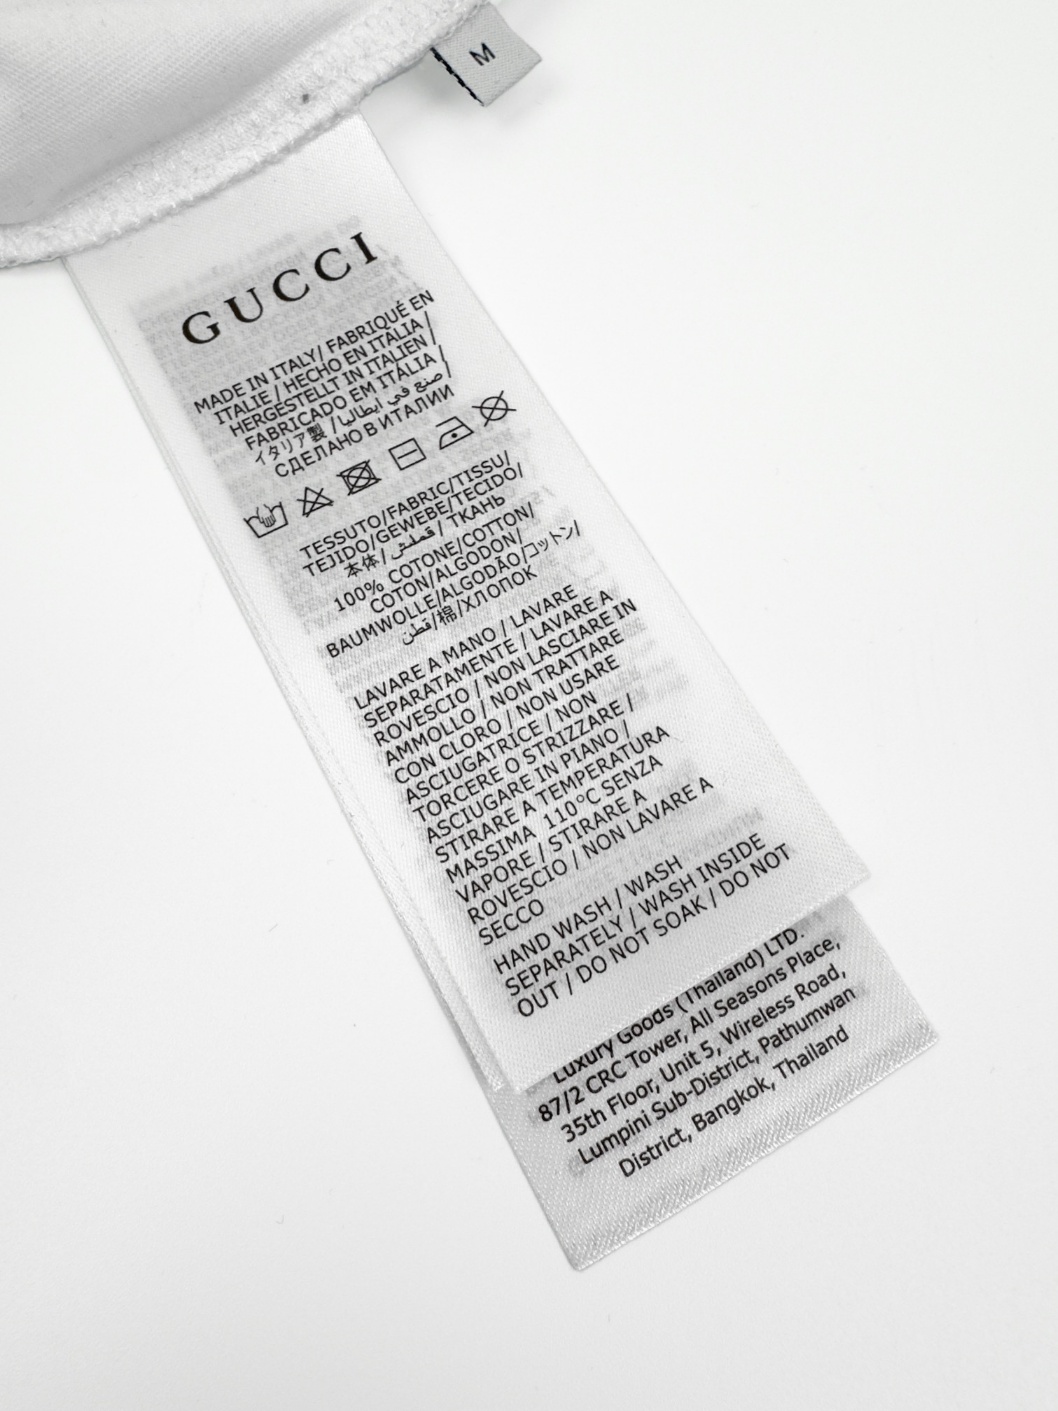 M
GUCCI
MADE IN ITALY/ FABRIQUÉ EN
ITALIE / HECHO EN ITALIA /
HERGESTELLT IN ITALIEN /
FABRICADO EM ITÁLIA /
صنع في ايطاليا/ /
イタリア製 /
СДЕЛАНО В ИТАЛИИ
TESSUTO/FABRIC/TISSU/
TEJIDO/GEWEBE/TECIDO/
本体/ قملش / ТКАНЬ
100% COTONE/COTTON/
COTON/ALGODON/
BAUMWOLLE/ALGODÃO/コットン/
قطن/棉/ХЛОПОК
LAVARE A MANO / LAVARE
SEPARATAMENTE / LAVARE A
ROVESCIO / NON LASCIARE IN
AMMOLLO / NON TRATTARE
CON CLORO / NON USARE
ASCIUGATRICE / NON
TORCERE O STRIZZARE /
ASCIUGARE IN PIANO /
STIRARE A TEMPERATURA
MASSIMA 110°C SENZA
VAPORE / STIRARE A
ROVESCIO / NON LAVARE A
SECCO
HAND WASH / WASH
SEPARATELY / WASH INSIDE
OUT / DO NOT SOAK / DO NOT
Luxury Goods (Thailand) LTD.
87/2 CRC Tower, All Seasons Place,
35th Floor, Unit 5, Wireless Road,
Lumpini Sub-District, Pathumwan
District, Bangkok, Thailand